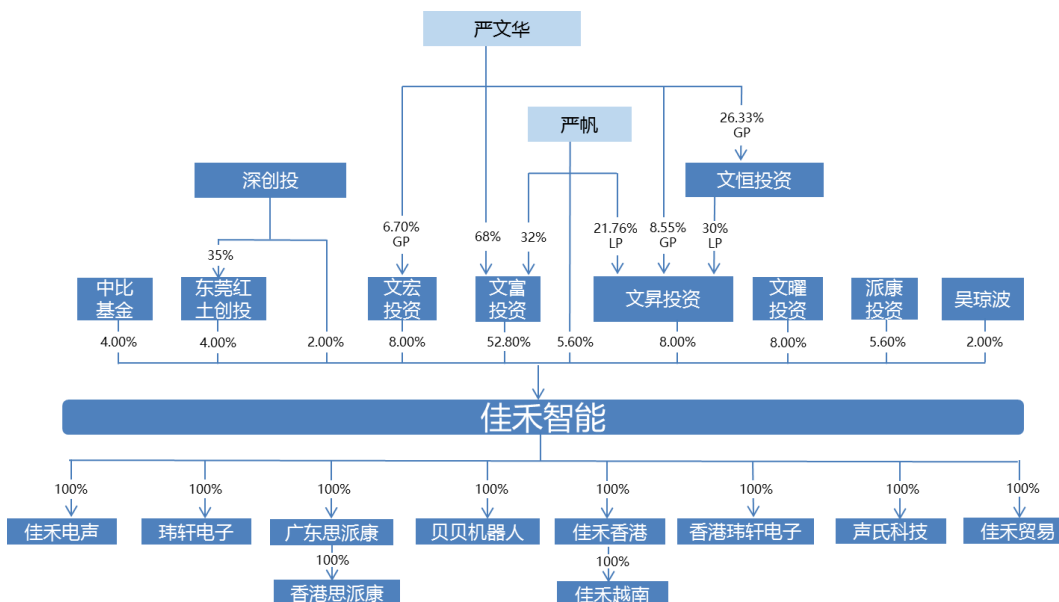 严文华
严帆
26.33%
GP
深创投
文恒投资
6.70%
GP
68%
32%
21.76%
LP
8.55%
GP
30%
LP
35%
中比
基金
东莞红
土创投
文宏
投资
文富
投资
文昇投资
文曜
投资
派康
投资
吴琼波
4.00%
4.00%
2.00%
8.00%
52.80%
5.60%
8.00%
8.00%
5.60%
2.00%
佳禾智能
100%
100%
100%
100%
100%
100%
100%
100%
佳禾电声
玮轩电子
广东思派康
贝贝机器人
佳禾香港
香港玮轩电子
声氏科技
佳禾贸易
100%
100%
香港思派康
佳禾越南